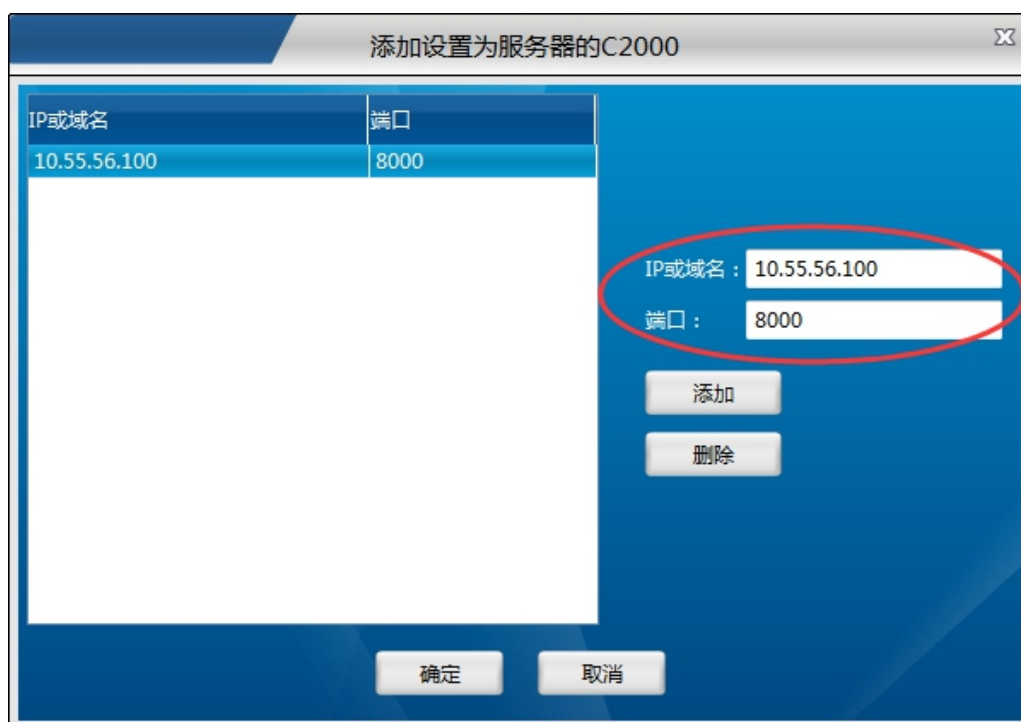 添加设置为服务器的C2000
IP或域名 端口
10.55.56.100 8000
IP或域名： 10.55.56.100
端口： 8000
添加
删除
确定 取消